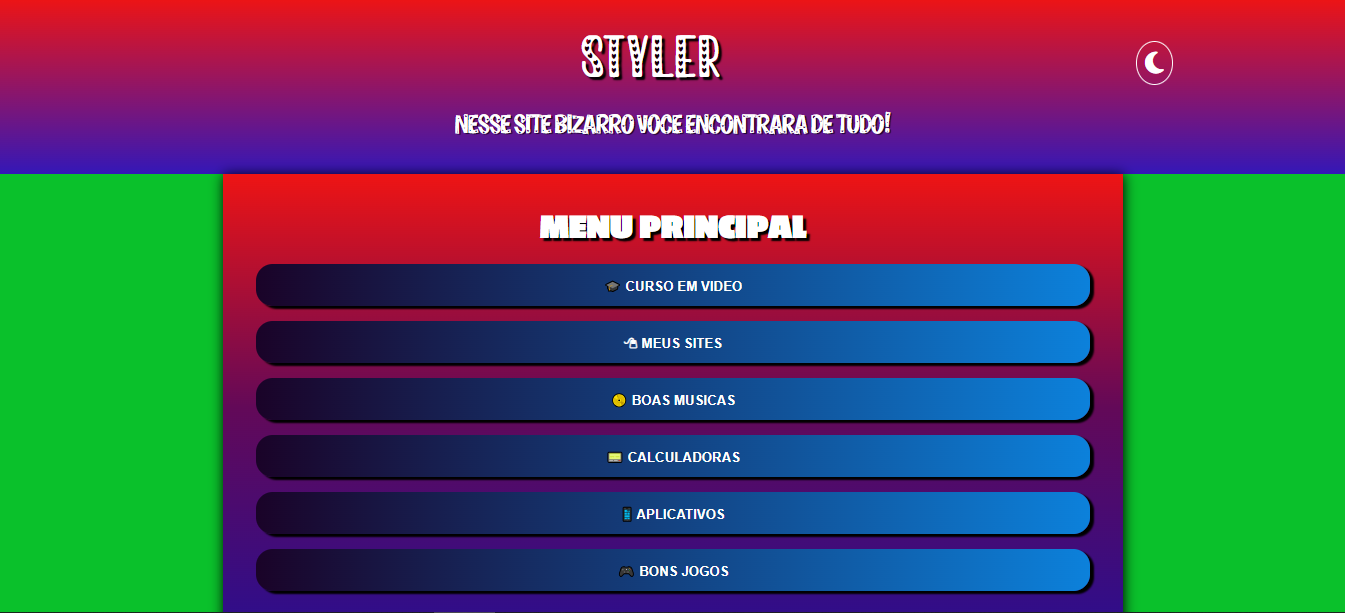 STYLER
NESSE SITE BIZARRO VOCE ENCONTRARA DE TUDO!
MENU PRINCIPAL
CURSO EM VIDEO
MEUS SITES
BOAS MUSICAS
CALCULADORAS
APLICATIVOS
BONS JOGOS